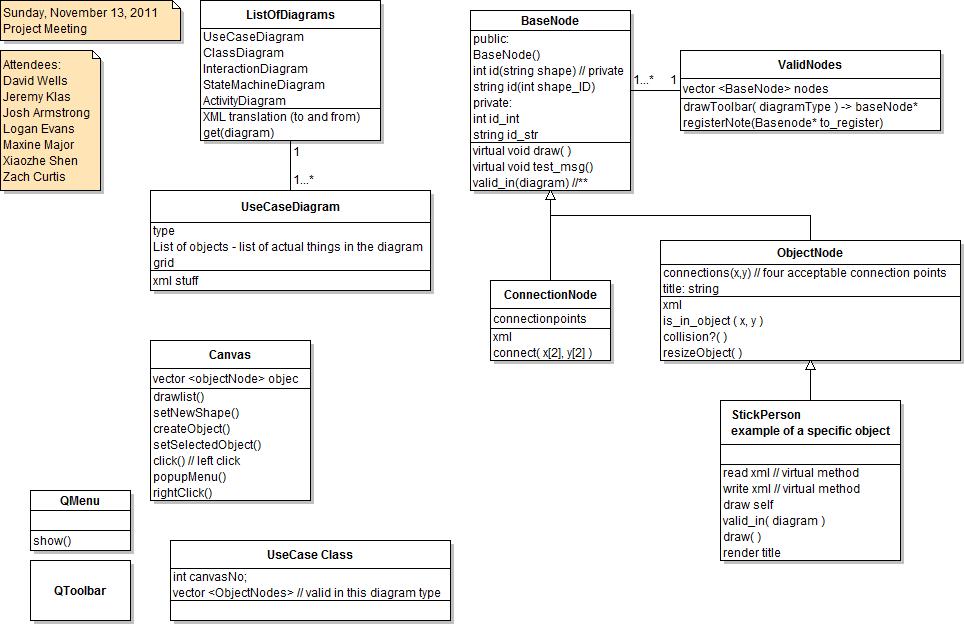 Sunday, November 13, 2011
Project Meeting
Attendees:
David Wells
Jeremy Klas
Josh Armstrong
Logan Evans
Maxine Major
Xiaozhe Shen
Zach Curtis
ListOfDiagrams
UseCaseDiagram
ClassDiagram
InteractionDiagram
StateMachineDiagram
ActivityDiagram
XML translation (to and from)
get(diagram)
1
1...*
UseCaseDiagram
type
List of objects - list of actual things in the diagram
grid
xml stuff
Canvas
vector <objectNode> objec
drawlist()
setNewShape()
createObject()
setSelectedObject()
click() // left click
popupMenu()
rightClick()
QMenu
show()
QToolbar
UseCase Class
int canvasNo;
vector <ObjectNodes> // valid in this diagram type
BaseNode
public:
BaseNode()
int id(string shape) // private
string id(int shape_ID)
private:
int id_int
string id_str
virtual void draw( )
virtual void test_msg()
valid_in(diagram) //**
1...*
1
ValidNodes
vector <BaseNode> nodes
drawToolbar( diagramType ) -> baseNode*
registerNote(Basenode* to_register)
ConnectionNode
connectionpoints
xml
connect( x[2], y[2] )
ObjectNode
connections(x,y) // four acceptable connection points
title: string
xml
is_in_object ( x, y )
collision?( )
resizeObject( )
StickPerson
example of a specific object
read xml // virtual method
write xml // virtual method
draw self
valid_in( diagram )
draw( )
render title